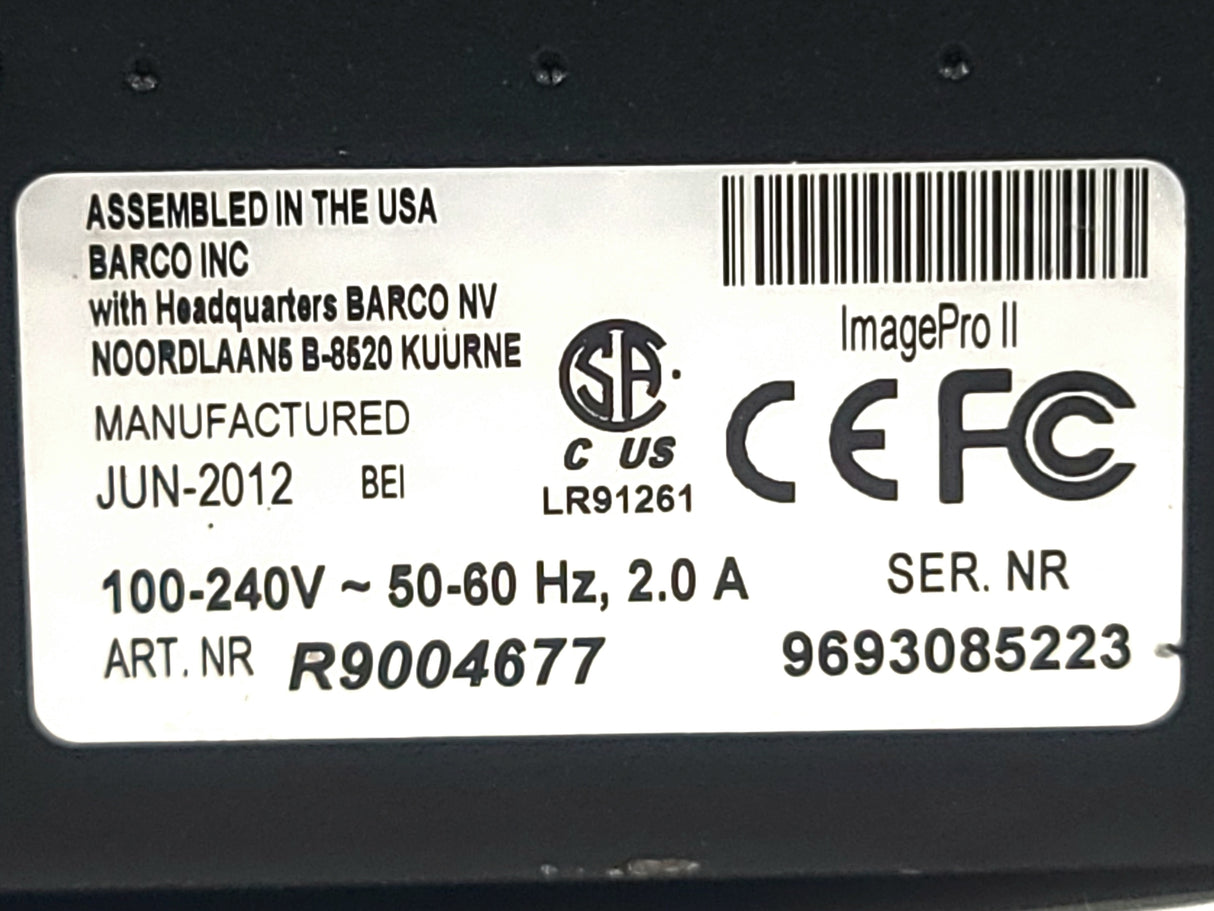 ASSEMBLED IN THE USA
BARCO INC
with Headquarters BARCO NV
NOORDLAAN5 B-8520 KUURNE
MANUFACTURED
JUN-2012 BEI
SA
C US
LR91261
ImagePro II
CE FC
100-240V ~ 50-60 Hz, 2.0 A
SER. NR
ART. NR R9004677
9693085223